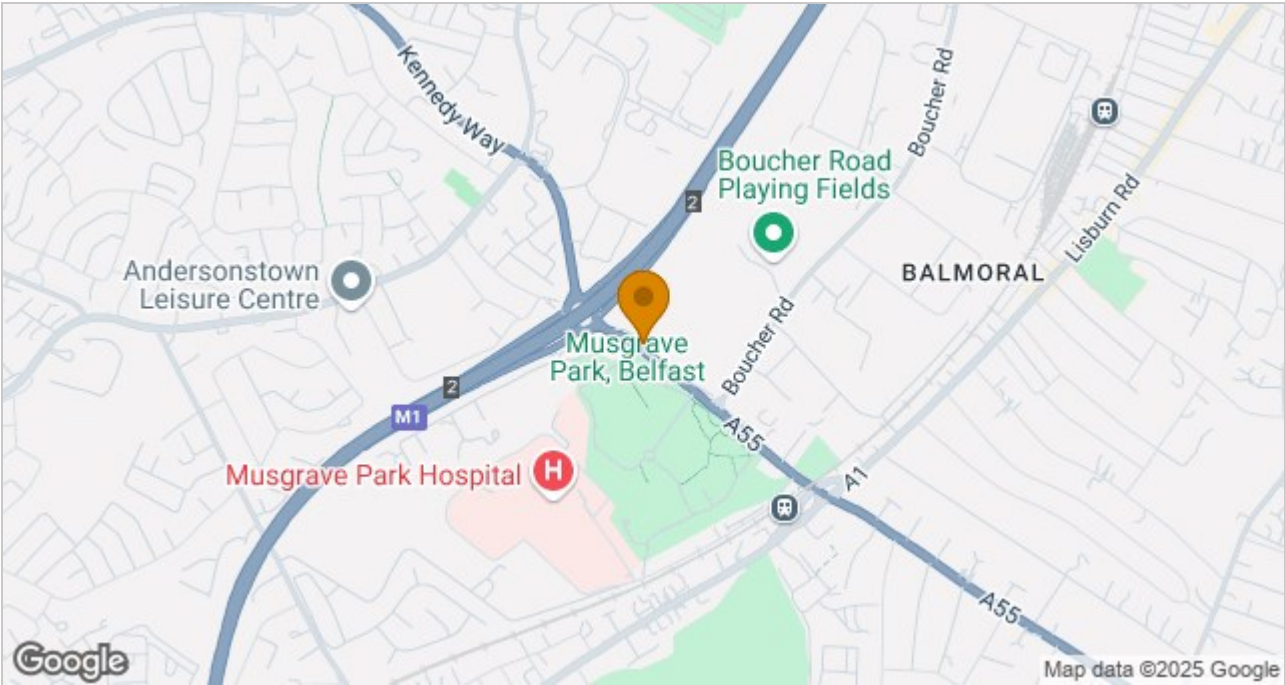 Kennedy Way
Boucher Rd
2
Boucher Road
Playing Fields
Lisburn Rd
Andersonstown
Leisure Centre
BALMORAL
Musgrave
Park, Belfast
Boucher Rd
2
M1
A55
Musgrave Park Hospital
H
A1
A55
Google
Map data ©2025 Google